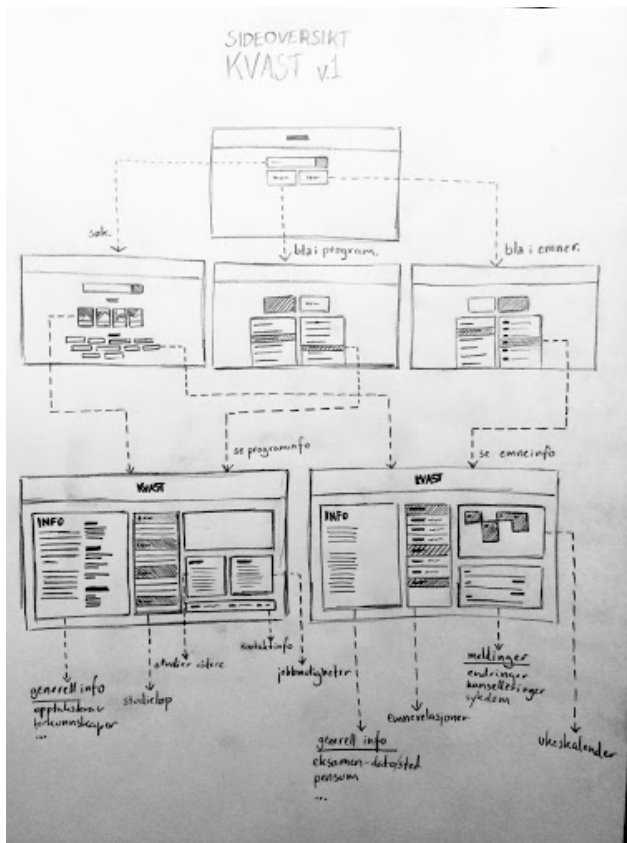 SIDEOVERSIKT
KVAST v.1
søk.
bla i program.
bla i emner.
se programinfo
se emneinfo
KVAST
INFO
KVAST
INFO
generell info
opptakskrav
forkunnskaper
...
studieløp
studier videre
kontaktinfo
jobbmuligheter
generell info
eksamen-dato/sted
pensum
...
emnerelasjoner
meldinger
endringer
kanselleringer
sykdom
ukeskalender